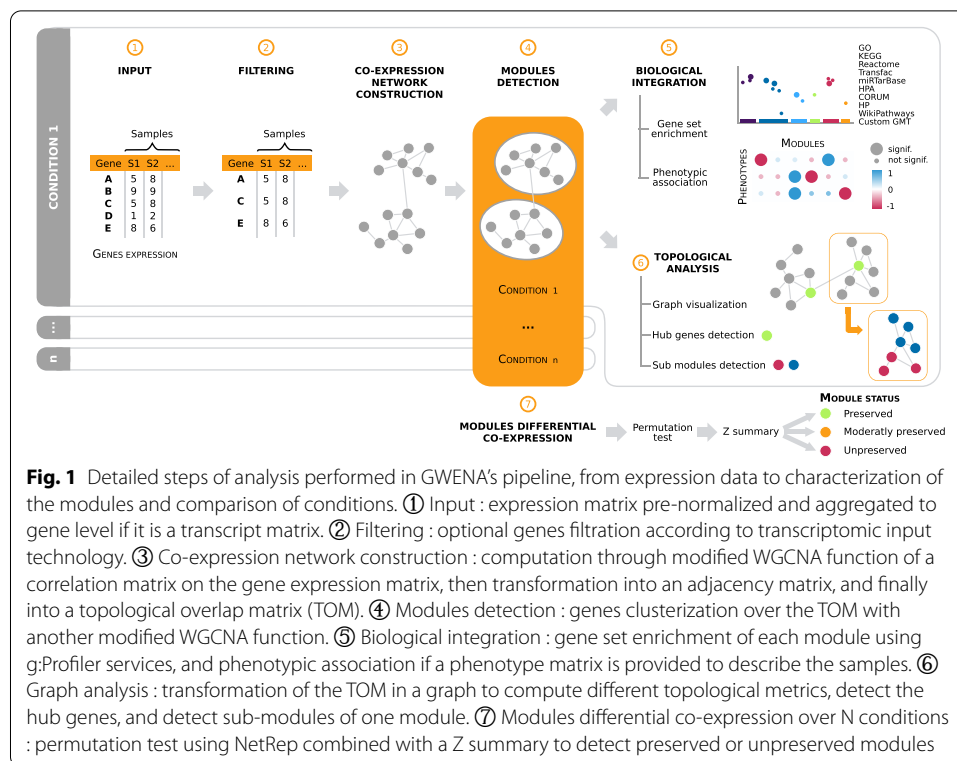 CONDITION 1
...
n
1
INPUT
Samples
Gene S1 S2 ...
A 5 8
B 9 9
C 5 8
D 1 2
E 8 6
GENES EXPRESSION
2
FILTERING
Samples
Gene S1 S2 ...
A 5 8
C 5 8
E 8 6
3
CO-EXPRESSION
NETWORK
CONSTRUCTION
4
MODULES
DETECTION
CONDITION 1
...
CONDITION n
5
BIOLOGICAL
INTEGRATION
Gene set
enrichment
Phenotypic
association
GO
KEGG
Reactome
Transfac
miRTarBase
HPA
CORUM
HP
WikiPathways
Custom GMT
MODULES
PHENOTYPES
signif.
not signif.
1
0
-1
6
TOPOLOGICAL
ANALYSIS
Graph visualization
Hub genes detection
Sub modules detection
7
MODULES DIFFERENTIAL
CO-EXPRESSION
Permutation
test
Z summary
MODULE STATUS
Preserved
Moderatly preserved
Unpreserved
Fig. 1 Detailed steps of analysis performed in GWENA's pipeline, from expression data to characterization of
the modules and comparison of conditions. ① Input : expression matrix pre-normalized and aggregated to
gene level if it is a transcript matrix. ② Filtering : optional genes filtration according to transcriptomic input
technology. ③ Co-expression network construction : computation through modified WGCNA function of a
correlation matrix on the gene expression matrix, then transformation into an adjacency matrix, and finally
into a topological overlap matrix (TOM). ④ Modules detection : genes clusterization over the TOM with
another modified WGCNA function. ⑤ Biological integration : gene set enrichment of each module using
g:Profiler services, and phenotypic association if a phenotype matrix is provided to describe the samples. ⑥
Graph analysis : transformation of the TOM in a graph to compute different topological metrics, detect the
hub genes, and detect sub-modules of one module. ⑦ Modules differential co-expression over N conditions
: permutation test using NetRep combined with a Z summary to detect preserved or unpreserved modules